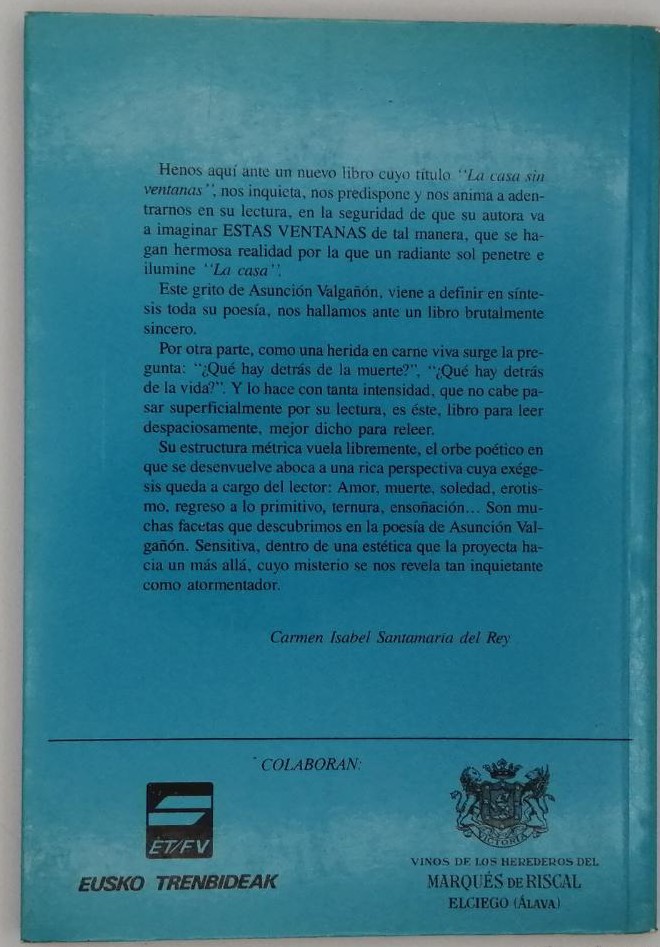 Henos aquí ante un nuevo libro cuyo título "La casa sin
ventanas", nos inquieta, nos predispone y nos anima a aden-
trarnos en su lectura, en la seguridad de que su autora va
a imaginar ESTAS VENTANAS de tal manera, que se ha-
gan hermosa realidad por la que un radiante sol penetre e
ilumine "La casa".
Este grito de Asunción Valgañón, viene a definir en sínte-
sis toda su poesía, nos hallamos ante un libro brutalmente
sincero.
Por otra parte, como una herida en carne viva surge la pre-
gunta: "¿Qué hay detrás de la muerte?", "¿Qué hay detrás
de la vida?". Y lo hace con tanta intensidad, que no cabe pa-
sar superficialmente por su lectura, es éste, libro para leer
despaciosamente, mejor dicho para releer.
Su estructura métrica vuela libremente, el orbe poético en
que se desenvuelve aboca a una rica perspectiva cuya exége-
sis queda a cargo del lector: Amor, muerte, soledad, erotis-
mo, regreso a lo primitivo, ternura, ensoñación... Son mu-
chas facetas que descubrimos en la poesía de Asunción Val-
gañón. Sensitiva, dentro de una estética que la proyecta ha-
cia un más allá, cuyo misterio se nos revela tan inquietante
como atormentador.
Carmen Isabel Santamaría del Rey
COLABORAN:
ET/FV
EUSKO TRENBIDEAK
VICTORIA
VINOS DE LOS HEREDEROS DEL
MARQUÉS DE RISCAL
ELCIEGO (ÁLAVA)